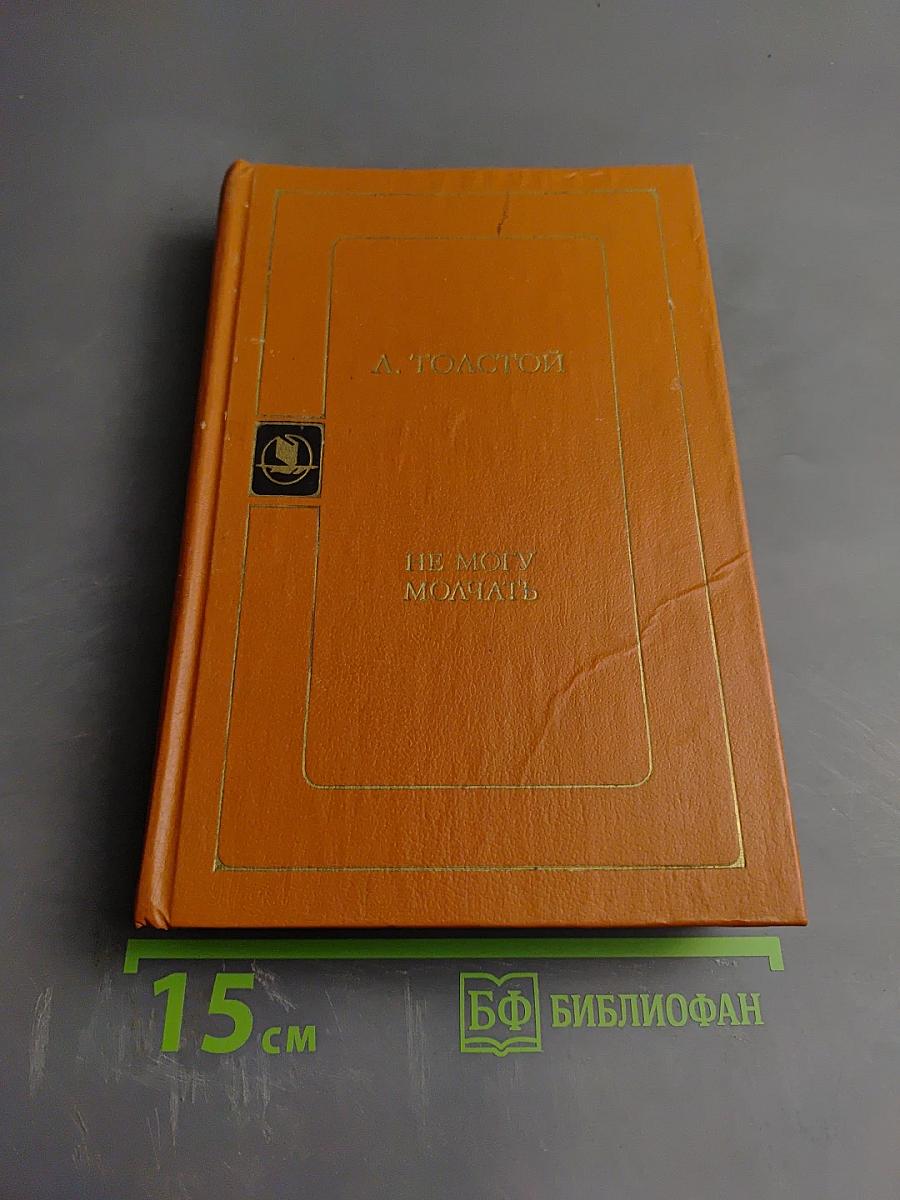 Л. ТОЛСТОЙ
НЕ МОГУ
МОЛЧАТЬ
15 см
БФ БИБЛИОФАН